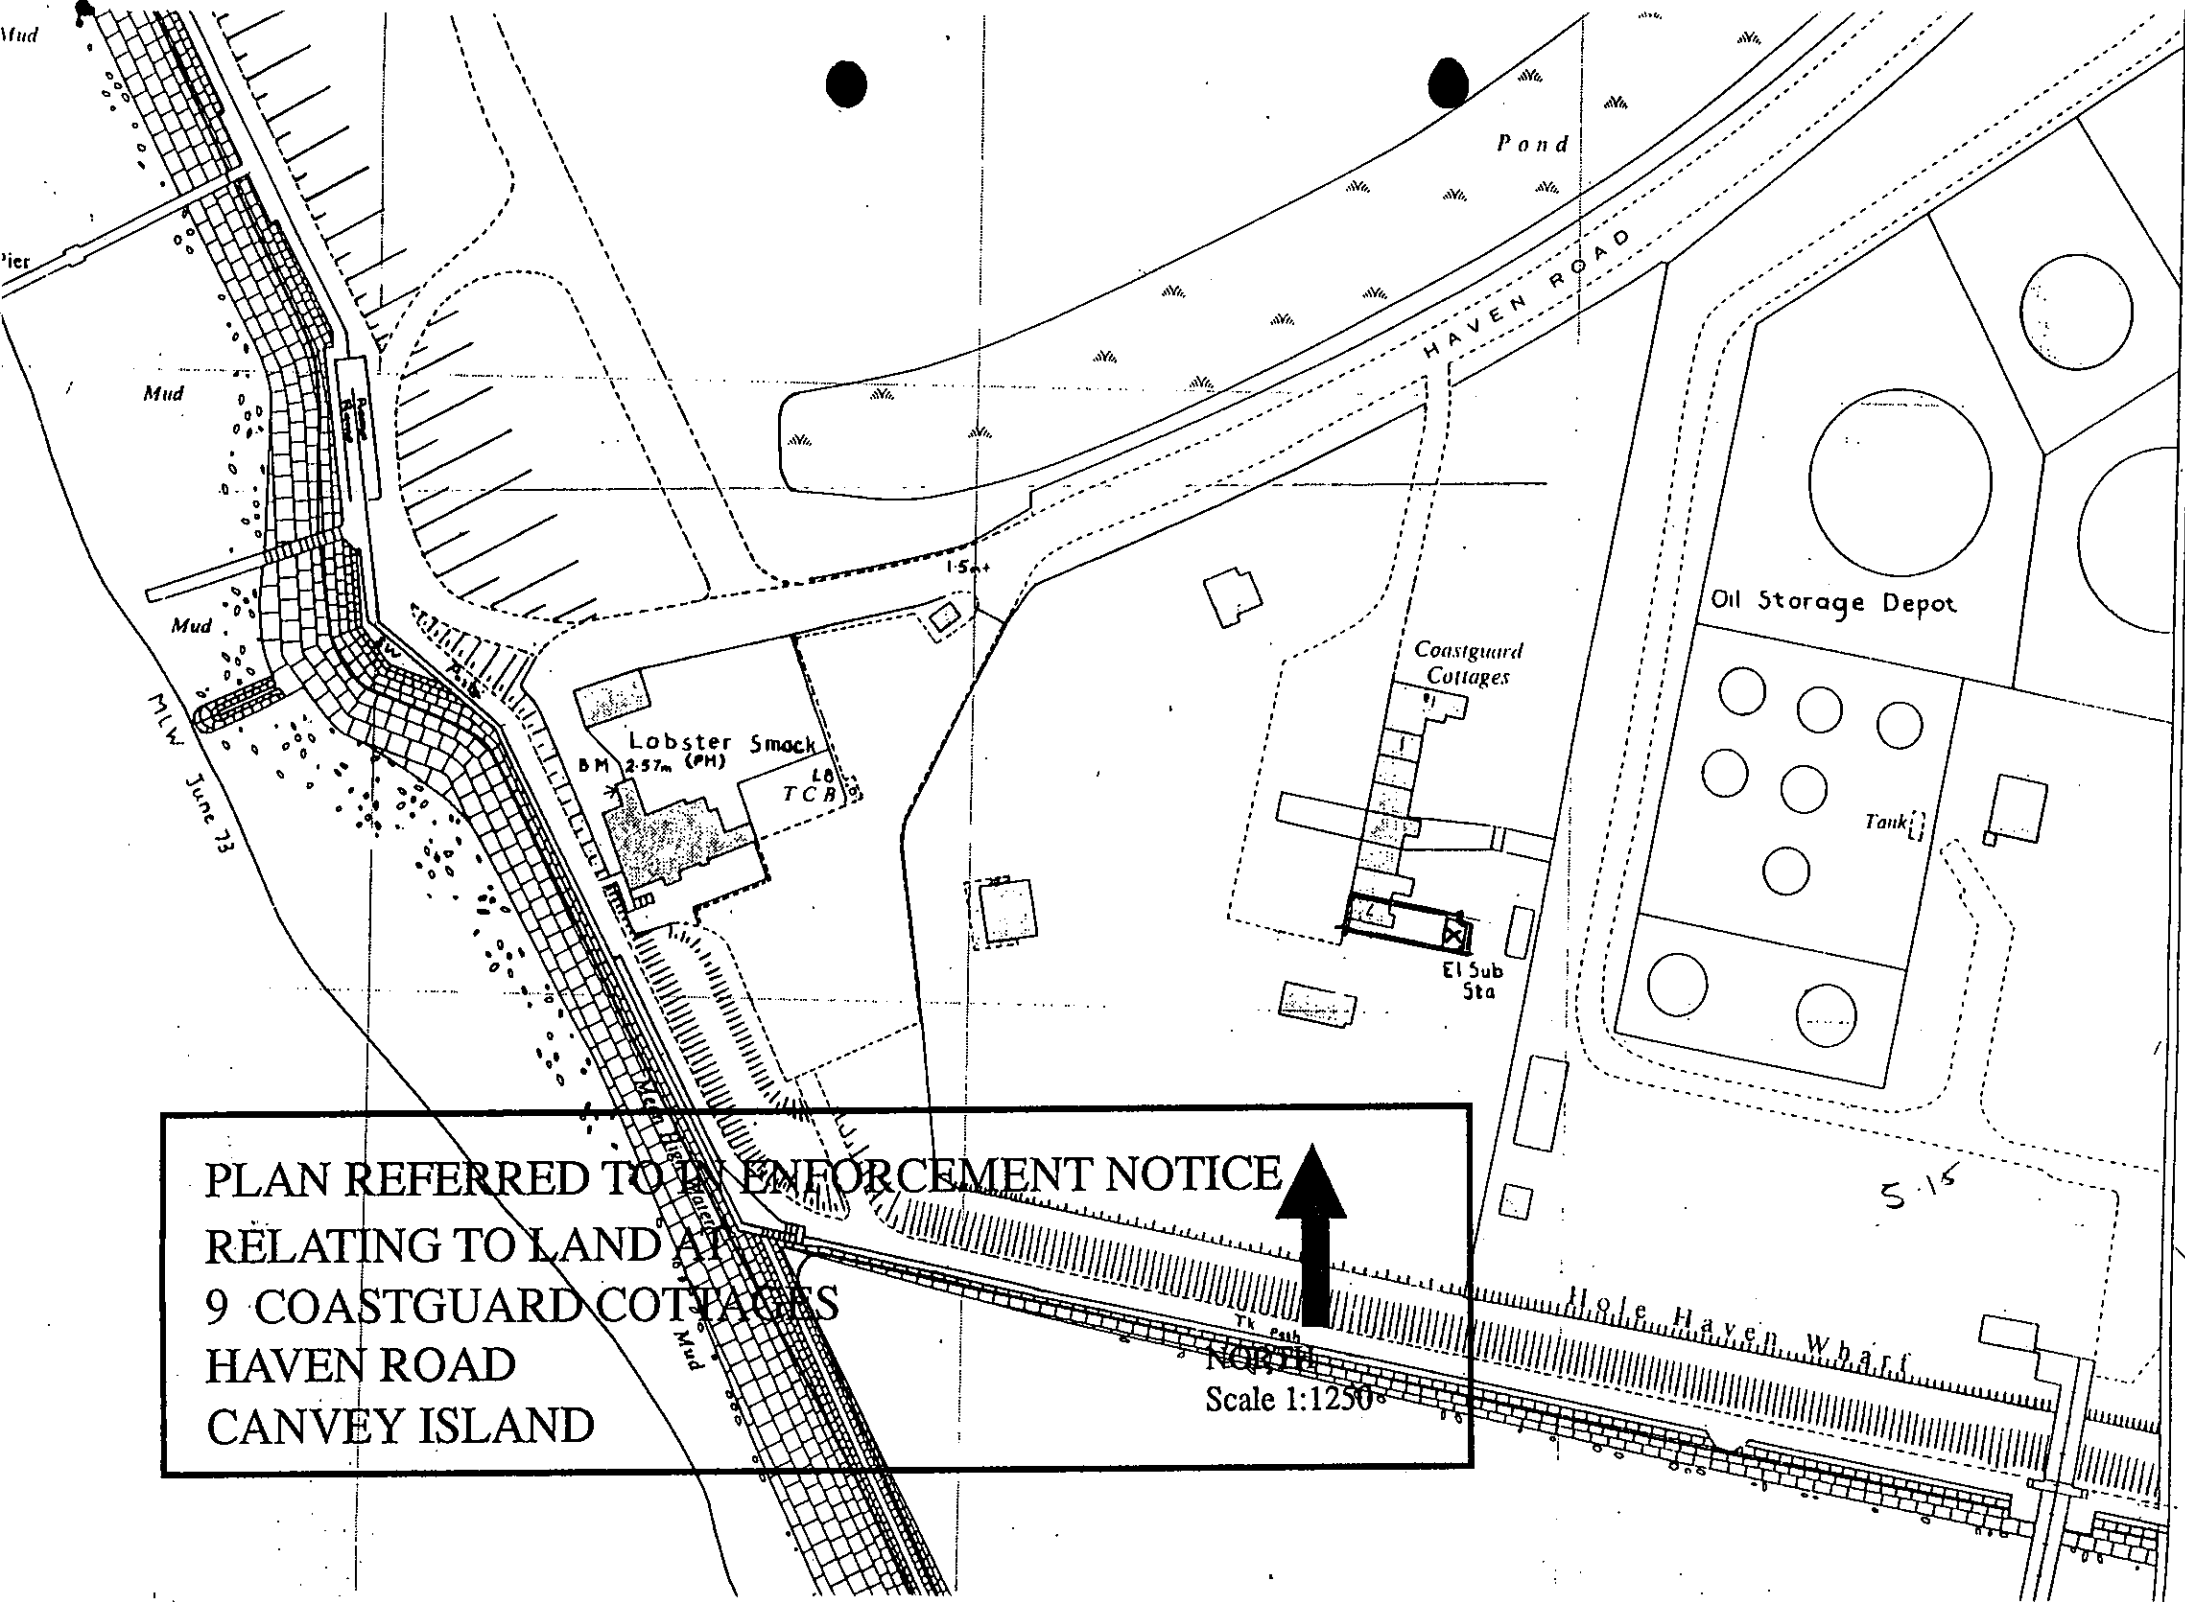 Mud
Pond
HAVEN ROAD
Mud
1.5m+
Oil Storage Depot
Mud
Coastguard
Cottages
MLW
June 73
Lobster Smack
BM 2.57m (PH)
LB
TCB
Tank
El Sub
Sta
Mean High Water
PLAN REFERRED TO IN ENFORCEMENT NOTICE
RELATING TO LAND AT
9 COASTGUARD COTTAGES
HAVEN ROAD
CANVEY ISLAND
NORTH
Scale 1:1250
Tk Path
Hole Haven Wharf
Mud
5.15